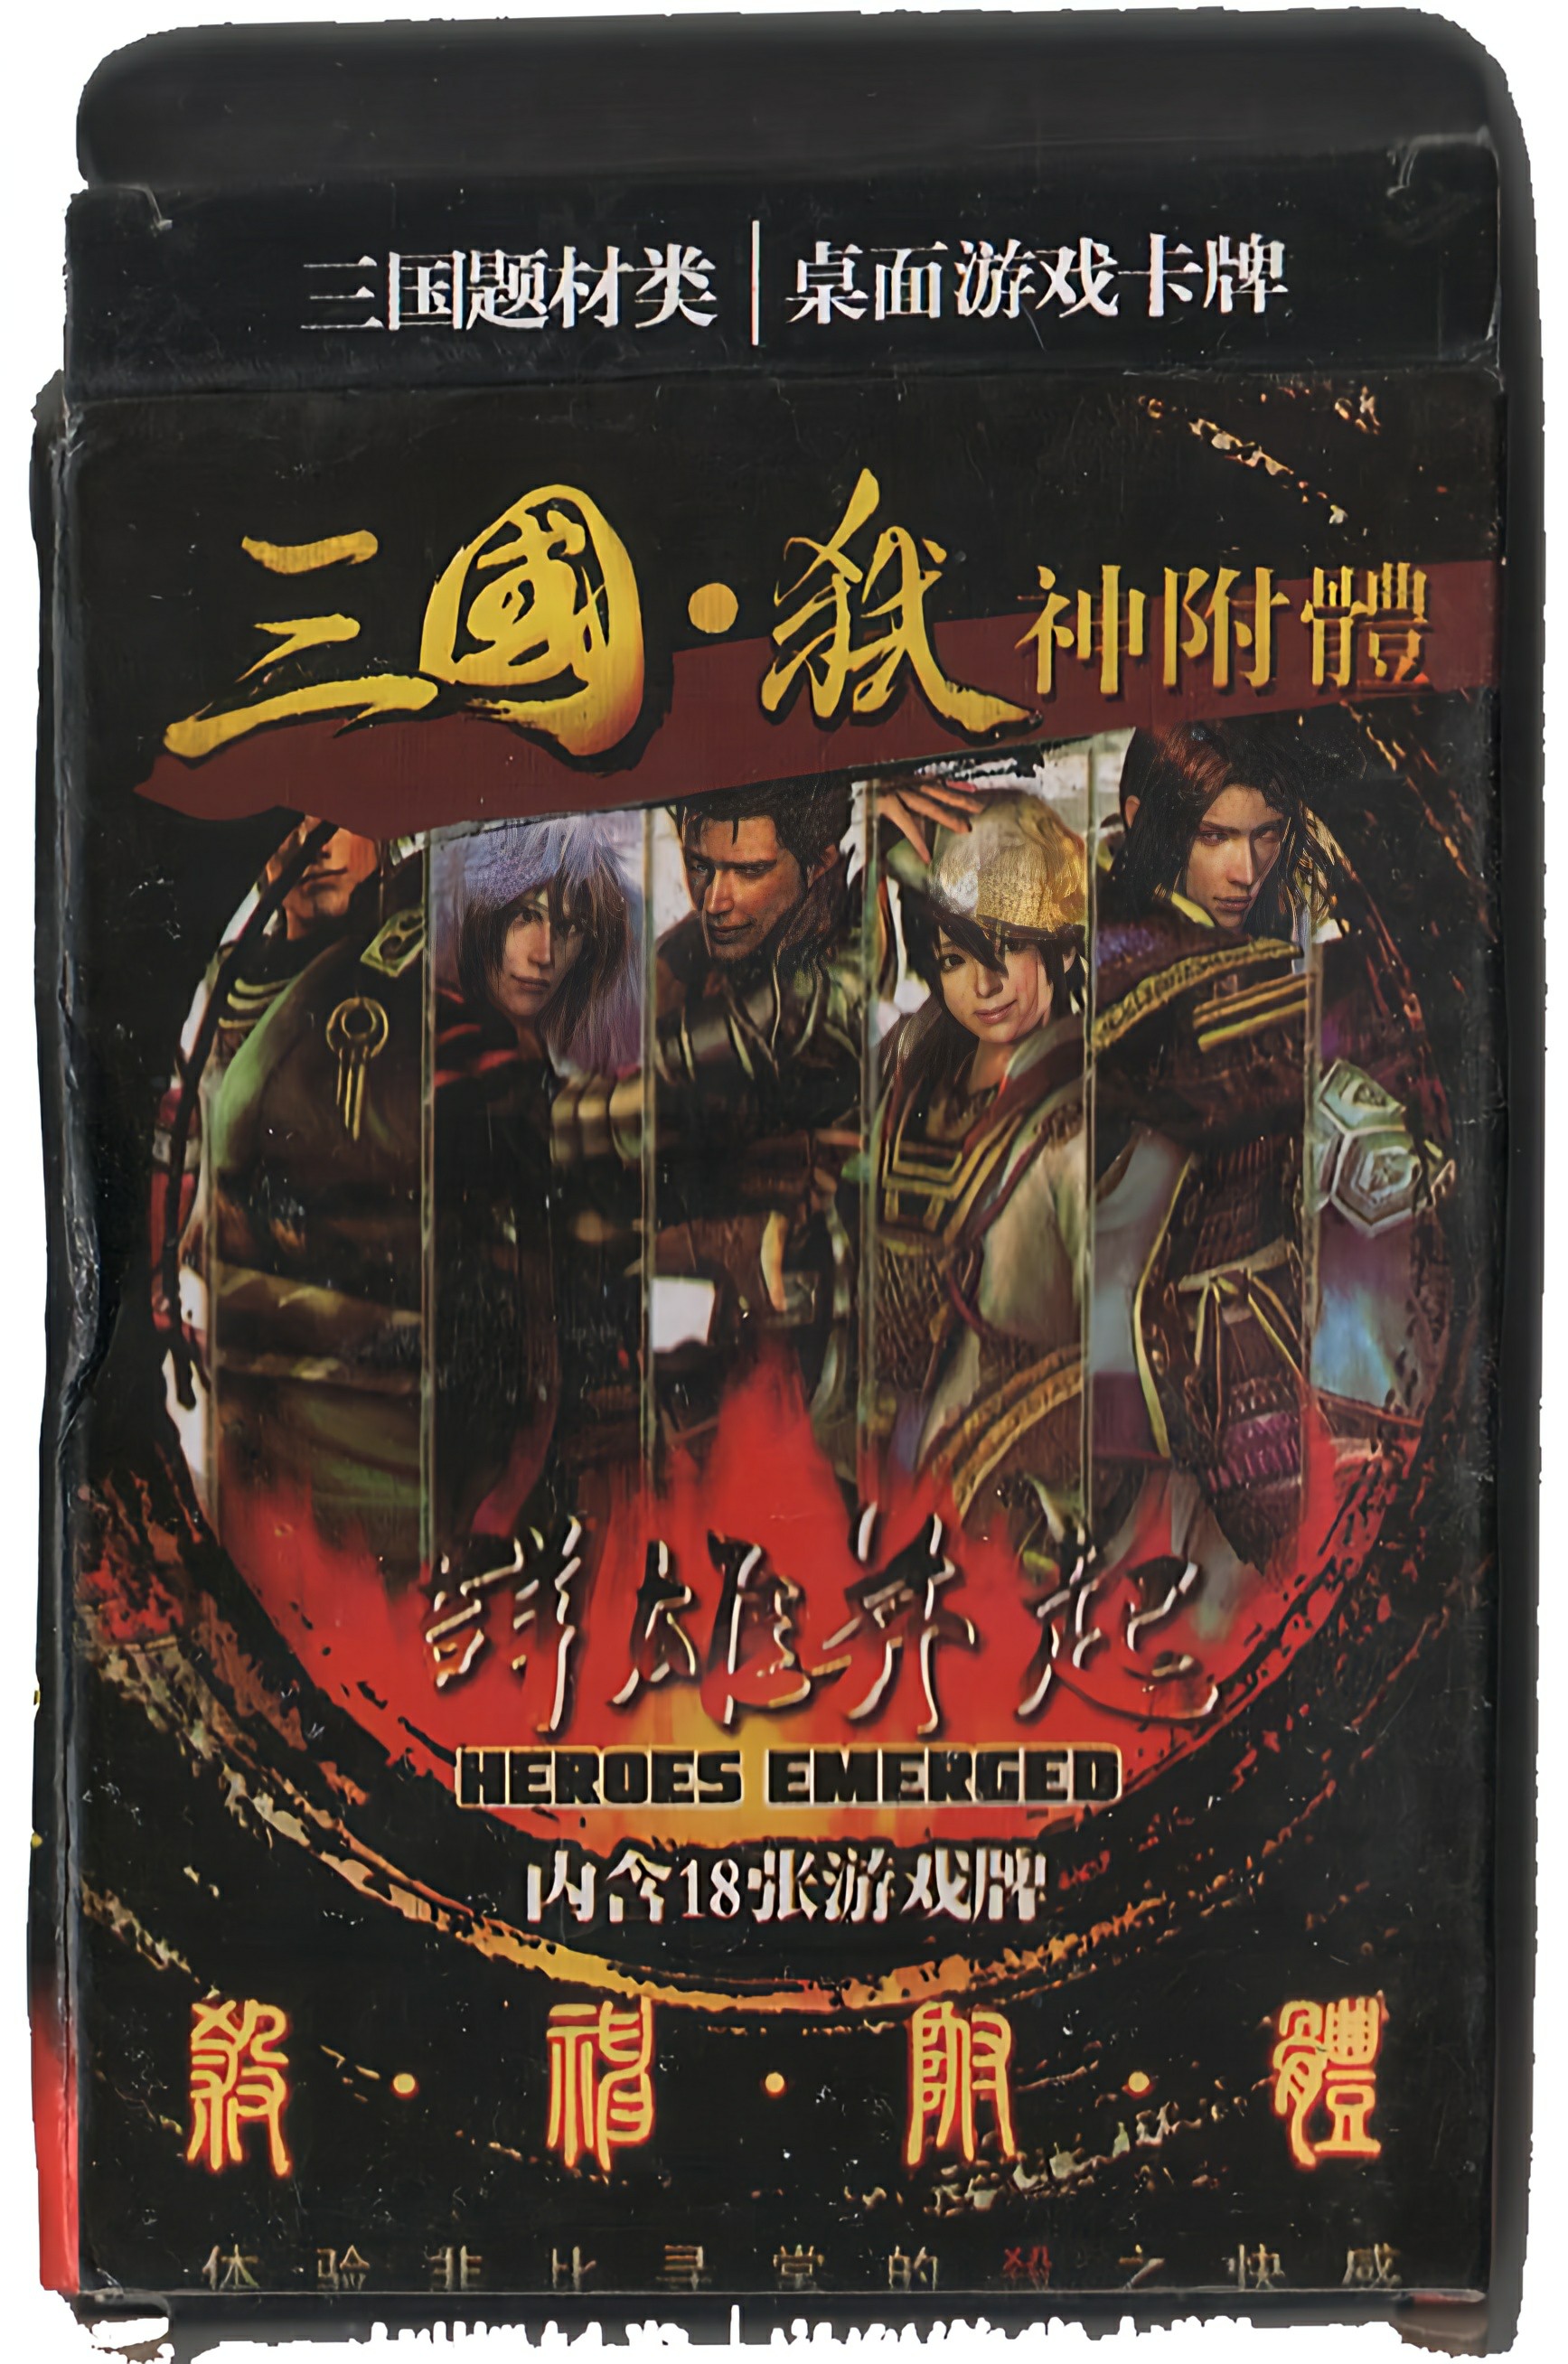 三国题材类｜桌面游戏卡牌
三國·弒 神附體
群雄并起
HEROES EMERGED
内含18张游戏牌
殺·神·附·體
体验非比寻常的殺之快感